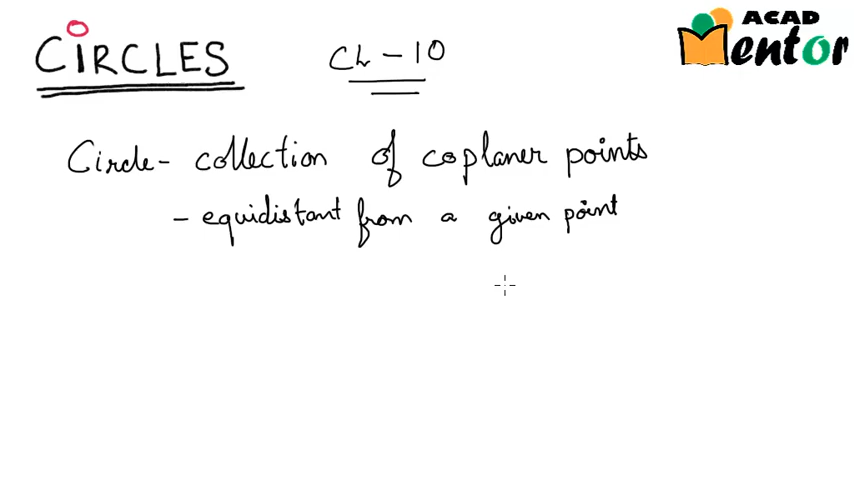 CIRCLES Ch - 10
ACAD
Mentor
Circle - collection of coplaner points
- equidistant from a given point